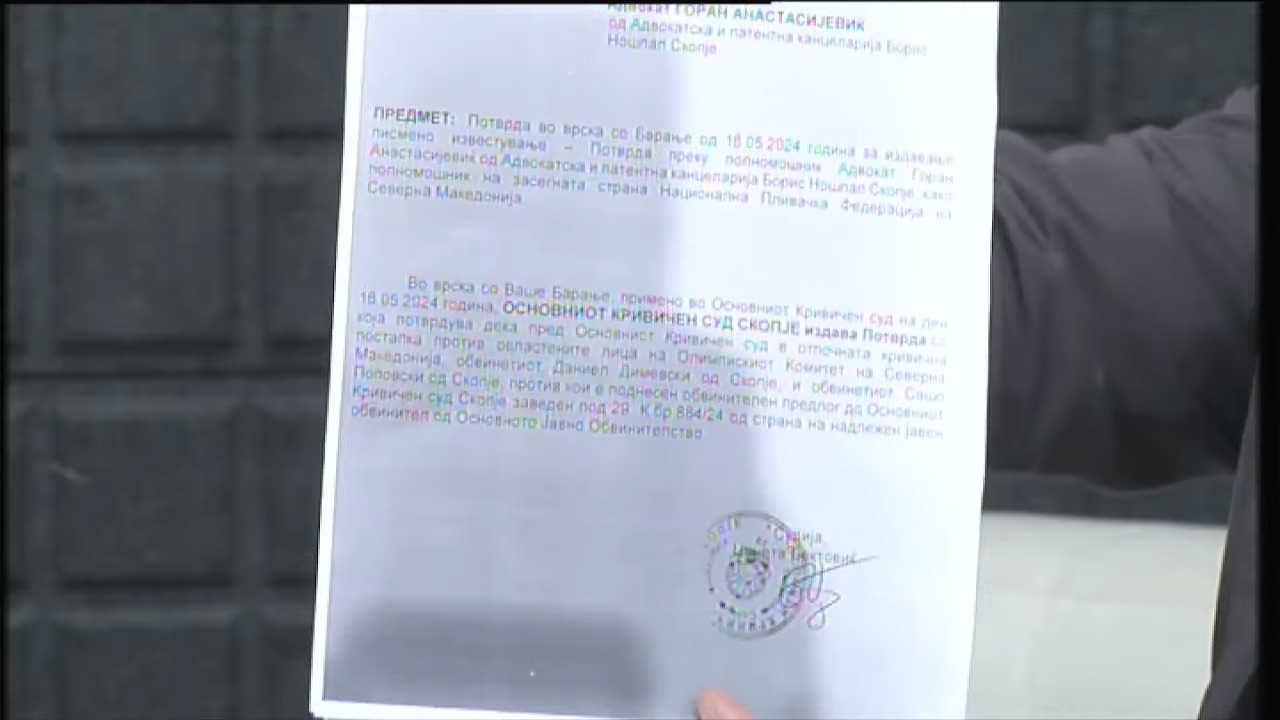 Адвокат ГОРАН АНАСТАСИЈЕВИК
од Адвокатска и патентна канцеларија Борис
Ношпал Скопје
ПРЕДМЕТ: Потврда во врска со Барање од 16.05.2024 година за издавање
писмено известување – Потврда преку полномошник Адвокат Горан
Анастасијевиќ од Адвокатска и патентна канцеларија Борис Ношпал Скопје, како
полномошник на засегната страна Национална Пливачка Федерација на
Северна Македонија.
Во врска со Ваше Барање, примено во Основниот Кривичен суд на ден
16.05.2024 година, ОСНОВНИОТ КРИВИЧЕН СУД СКОПЈЕ издава Потврда со
која потврдува дека пред Основниот Кривичен суд е отпочната кривична
постапка против овластените лица на Олимпискиот Комитет на Северна
Македонија, обвинетиот Даниел Димевски од Скопје, и обвинетиот Сашо
Поповски од Скопје, против кои е поднесен обвинителен предлог до Основниот
Кривичен суд Скопје заведен под 29 К бр 884/24 од страна на надлежен јавен
обвинител од Основното Јавно Обвинителство
Судија,